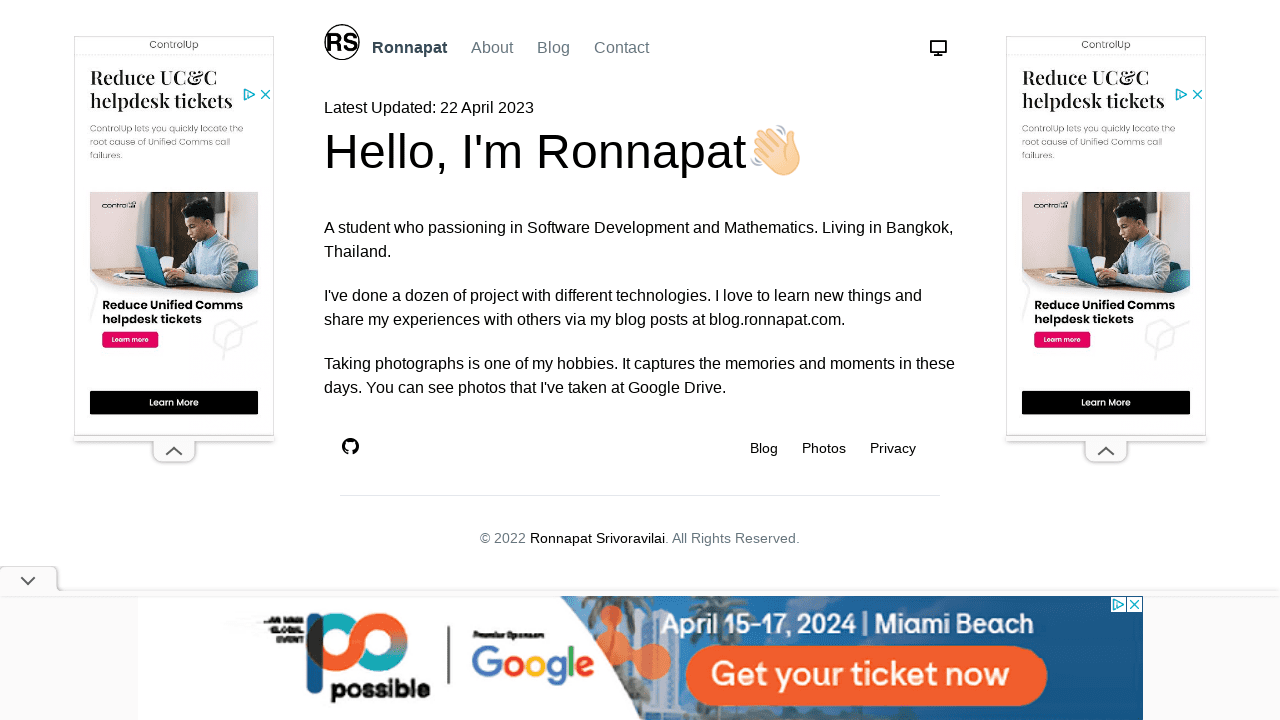 RS
Ronnapat About Blog Contact
Latest Updated: 22 April 2023
Hello, I'm Ronnapat
A student who passioning in Software Development and Mathematics. Living in Bangkok,
Thailand.
I've done a dozen of project with different technologies. I love to learn new things and
share my experiences with others via my blog posts at blog.ronnapat.com.
Taking photographs is one of my hobbies. It captures the memories and moments in these
days. You can see photos that I've taken at Google Drive.
Blog Photos Privacy
© 2022 Ronnapat Srivoravilai. All Rights Reserved.
ControlUp
Reduce UC&C
helpdesk tickets
ControlUp lets you quickly locate the
root cause of Unified Comms call
failures.
controlup
Reduce Unified Comms
helpdesk tickets
Learn more
Learn More
ControlUp
Reduce UC&C
helpdesk tickets
ControlUp lets you quickly locate the
root cause of Unified Comms call
failures.
controlup
Reduce Unified Comms
helpdesk tickets
Learn more
Learn More
GLOBAL
EVENT
possible
Premier Sponsor
Google
April 15-17, 2024 | Miami Beach
Get your ticket now